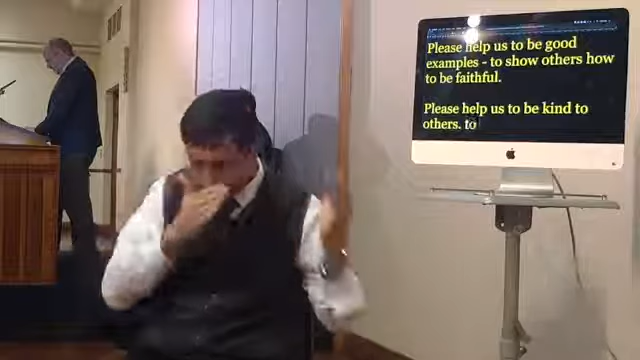 Please help us to be good
examples - to show others how
to be faithful.
Please help us to be kind to
others. to